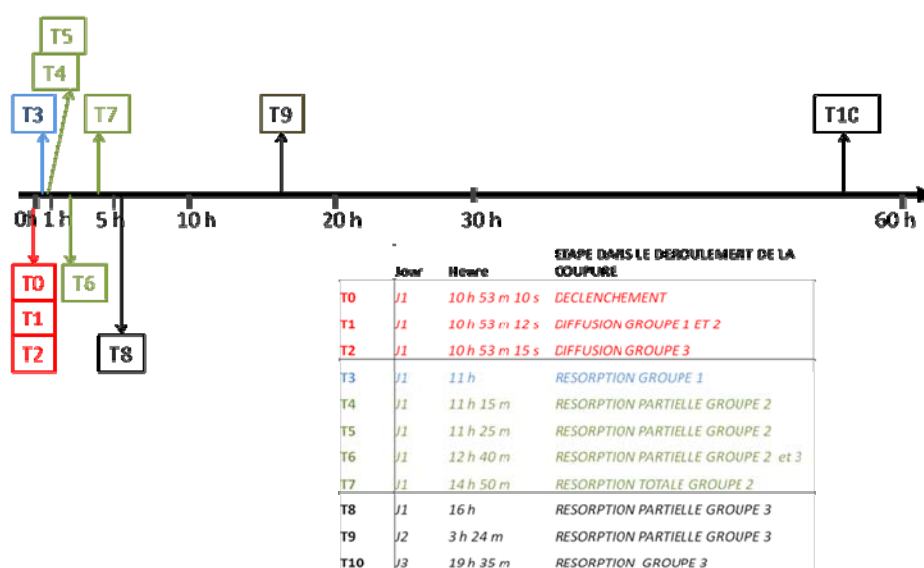 T5
T4
T3
T7
T9
T1C
0h 1 h 5 h 10 h 20 h 30 h 60 h
T0
T6
T1
T2
T8
ETAPE DANS LE DEROULEMENT DE LA
Jour Heure COUPURE
T0 J1 10 h 53 m 10 s DECLENCHEMENT
T1 J1 10 h 53 m 12 s DIFFUSION GROUPE 1 ET 2
T2 J1 10 h 53 m 15 s DIFFUSION GROUPE 3
T3 J1 11 h RESORPTION GROUPE 1
T4 J1 11 h 15 m RESORPTION PARTIELLE GROUPE 2
T5 J1 11 h 25 m RESORPTION PARTIELLE GROUPE 2
T6 J1 12 h 40 m RESORPTION PARTIELLE GROUPE 2 et 3
T7 J1 14 h 50 m RESORPTION TOTALE GROUPE 2
T8 J1 16 h RESORPTION PARTIELLE GROUPE 3
T9 J2 3 h 24 m RESORPTION PARTIELLE GROUPE 3
T10 J3 19 h 35 m RESORPTION GROUPE 3